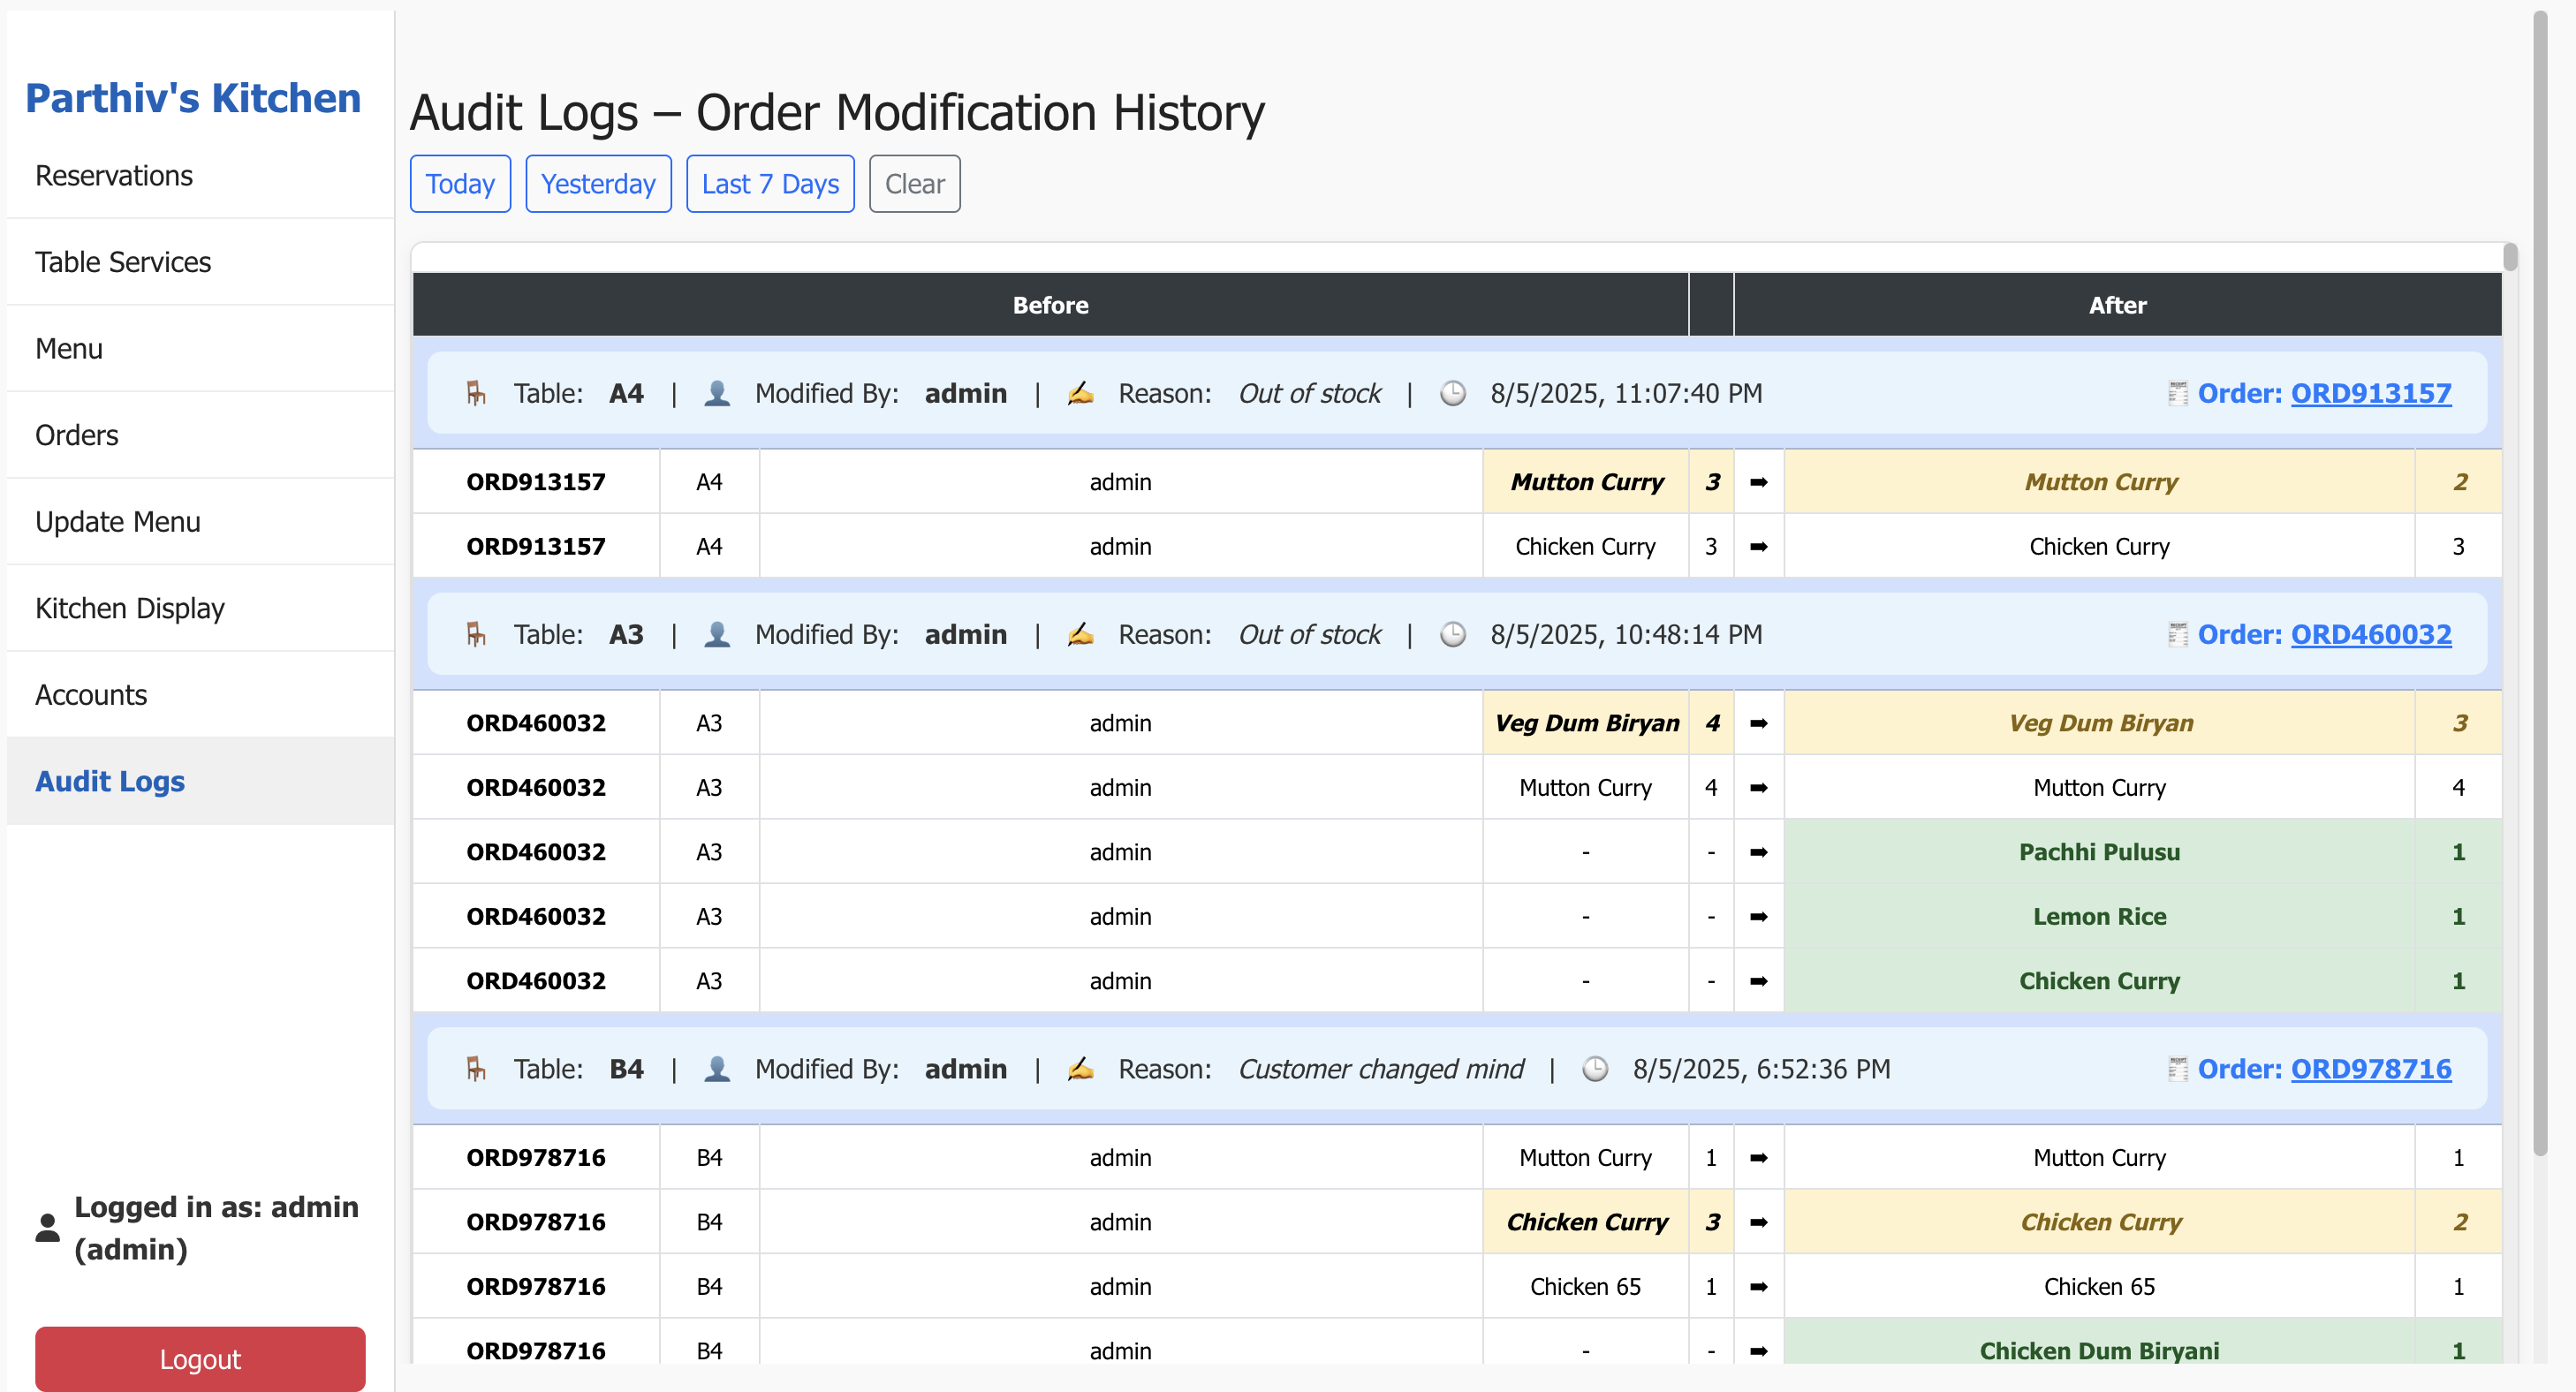 Parthiv's Kitchen
Reservations
Table Services
Menu
Orders
Update Menu
Kitchen Display
Accounts
Audit Logs
Logged in as: admin
(admin)
Logout
Audit Logs – Order Modification History
Today Yesterday Last 7 Days Clear
Before After
Table: A4 | Modified By: admin | Reason: Out of stock | 8/5/2025, 11:07:40 PM Order: ORD913157
ORD913157 A4 admin Mutton Curry 3 ➡ Mutton Curry 2
ORD913157 A4 admin Chicken Curry 3 ➡ Chicken Curry 3
Table: A3 | Modified By: admin | Reason: Out of stock | 8/5/2025, 10:48:14 PM Order: ORD460032
ORD460032 A3 admin Veg Dum Biryan 4 ➡ Veg Dum Biryan 3
ORD460032 A3 admin Mutton Curry 4 ➡ Mutton Curry 4
ORD460032 A3 admin - - ➡ Pachhi Pulusu 1
ORD460032 A3 admin - - ➡ Lemon Rice 1
ORD460032 A3 admin - - ➡ Chicken Curry 1
Table: B4 | Modified By: admin | Reason: Customer changed mind | 8/5/2025, 6:52:36 PM Order: ORD978716
ORD978716 B4 admin Mutton Curry 1 ➡ Mutton Curry 1
ORD978716 B4 admin Chicken Curry 3 ➡ Chicken Curry 2
ORD978716 B4 admin Chicken 65 1 ➡ Chicken 65 1
ORD978716 B4 admin - - ➡ Chicken Dum Biryani 1